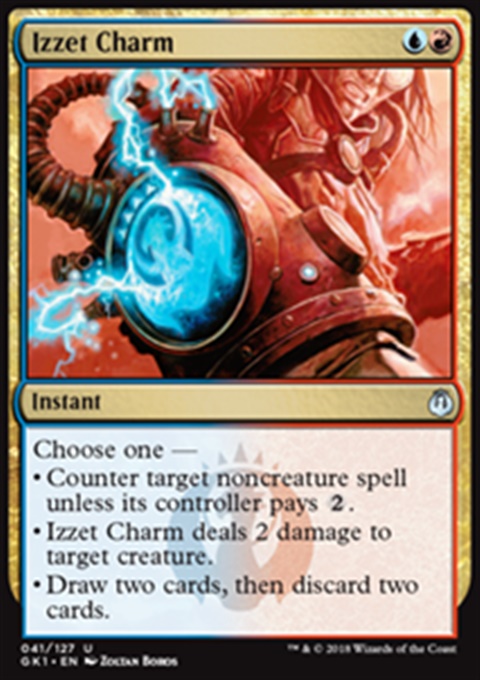 Izzet Charm
Instant
Choose one —
• Counter target noncreature spell
unless its controller pays 2.
• Izzet Charm deals 2 damage to
target creature.
• Draw two cards, then discard two
cards.
041/127 U
GK1 • EN Zoltan Boros
™ & © 2018 Wizards of the Coast